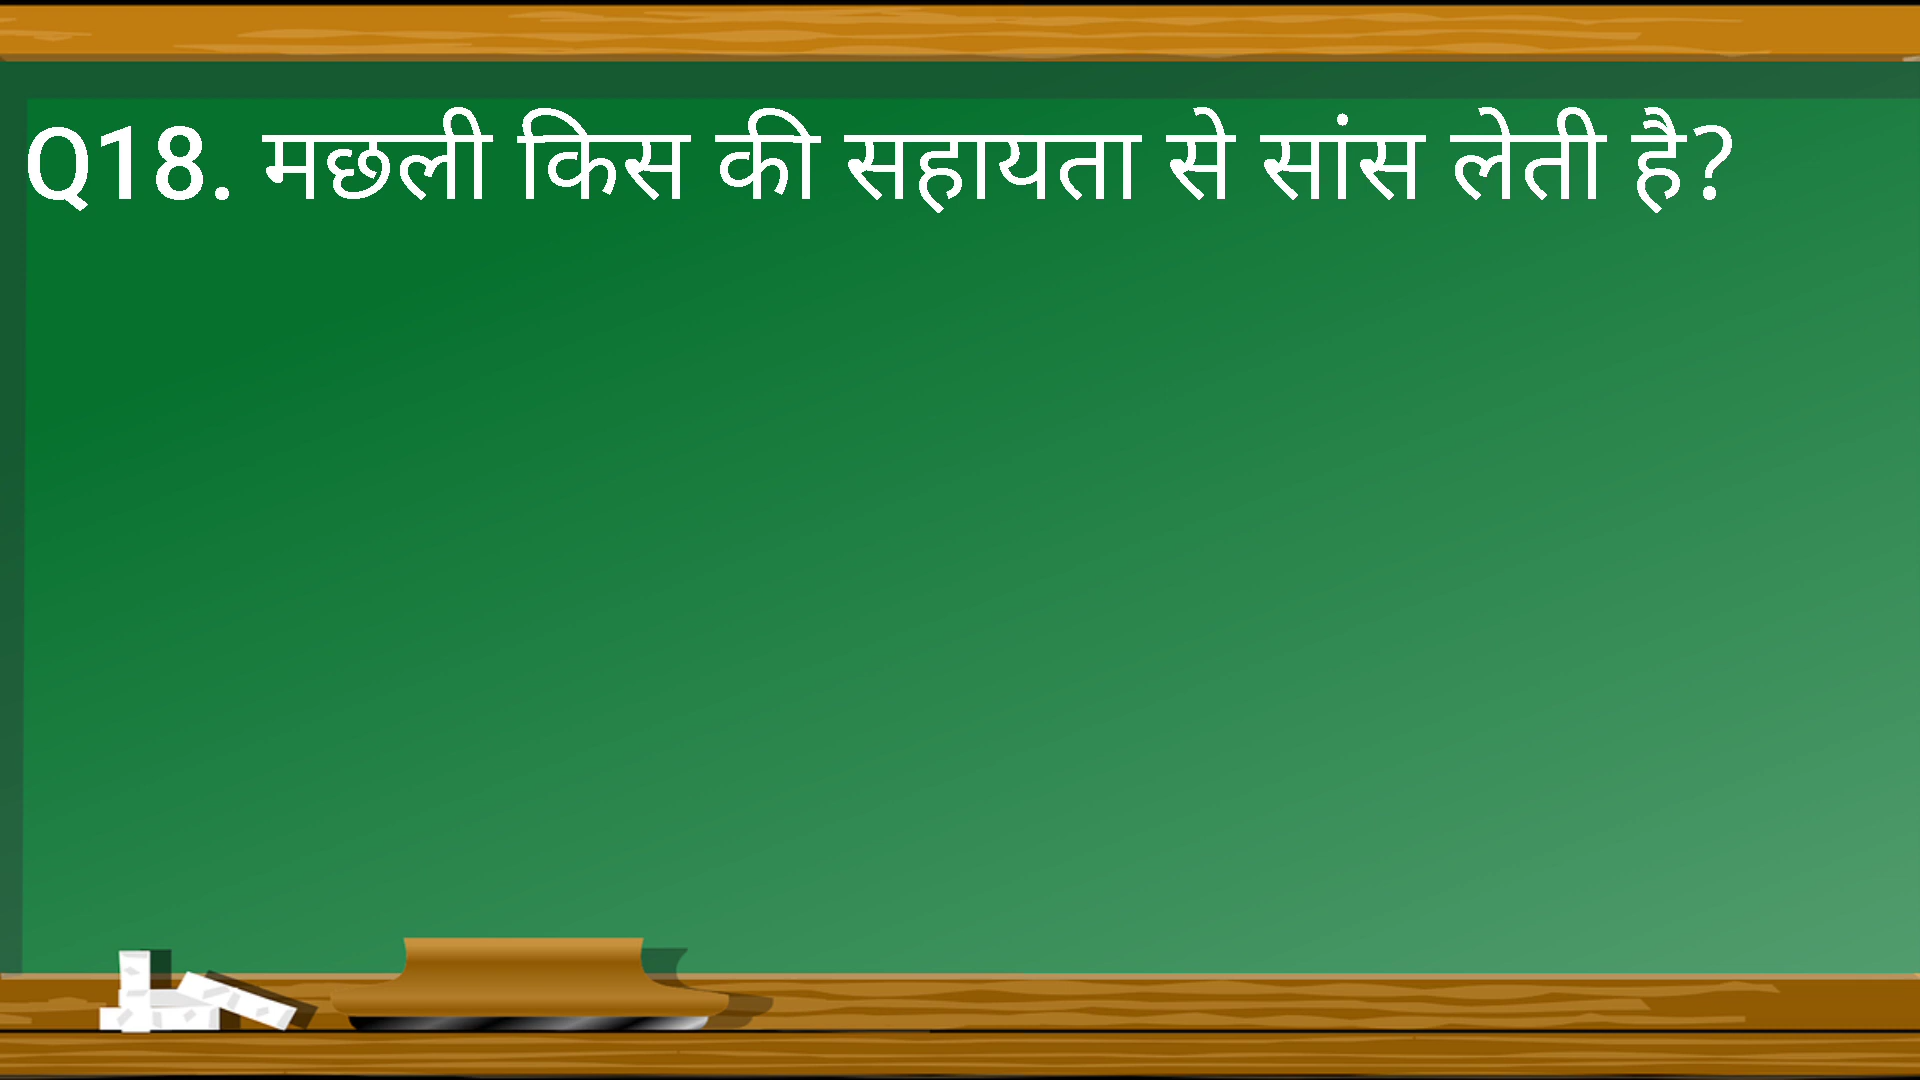 Q18. मछली किस की सहायता से सांस लेती है?